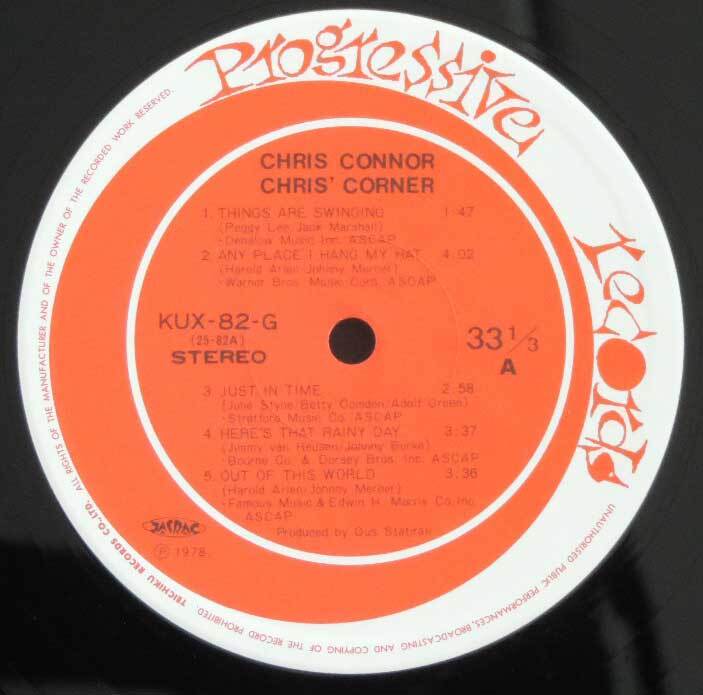 Progressive
records
CHRIS CONNOR
CHRIS' CORNER
1. THINGS ARE SWINGING 1:47
(Peggy Lee Jack Marshall)
-Denslow Music Inc. ASCAP
2. ANY PLACE I HANG MY HAT 4:02
(Harold Arlen Johnny Merner)
-Warner Bros. Music Corp. ASCAP
KUX-82-G
(25-82A)
STEREO
33 1/3
A
3. JUST IN TIME 2:58
(Jule Styne/Betty Comden/Adolf Green)
-Stratford Music Co. ASCAP
4. HERE'S THAT RAINY DAY 3:37
(Jimmy van Heusen/Johnny Burke)
-Bourne Co. & Dorsey Bros. Inc. ASCAP
5. OUT OF THIS WORLD 3:36
(Harold Arlen/Johnny Merner)
-Famous Music & Edwin H. Morris Co. Inc.
ASCAP
Produced by Gus Statiras
JASRAC
Ⓟ 1978
UNAUTHORISED PUBLIC PERFORMANCES, BROADCASTING AND COPYING OF THE RECORD PROHIBITED. TRICHIKU RECORDS CO., LTD. ALL RIGHTS OF THE MANUFACTURER AND OF THE OWNER OF THE RECORDED WORK RESERVED.